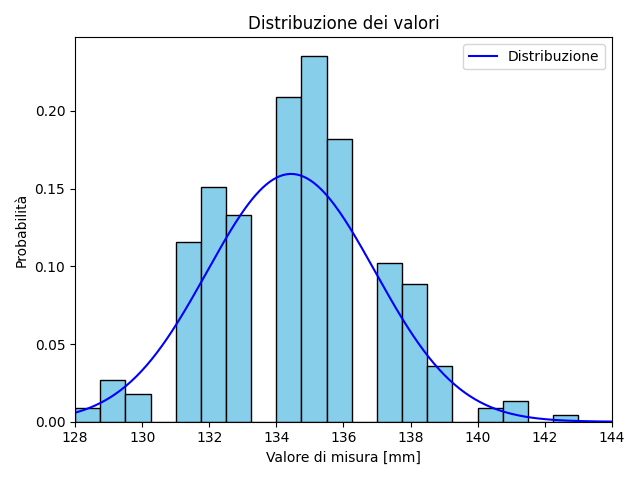 Distribuzione dei valori
Distribuzione
0.20
0.15
0.10
0.05
0.00
Probabilità
128 130 132 134 136 138 140 142 144
Valore di misura [mm]